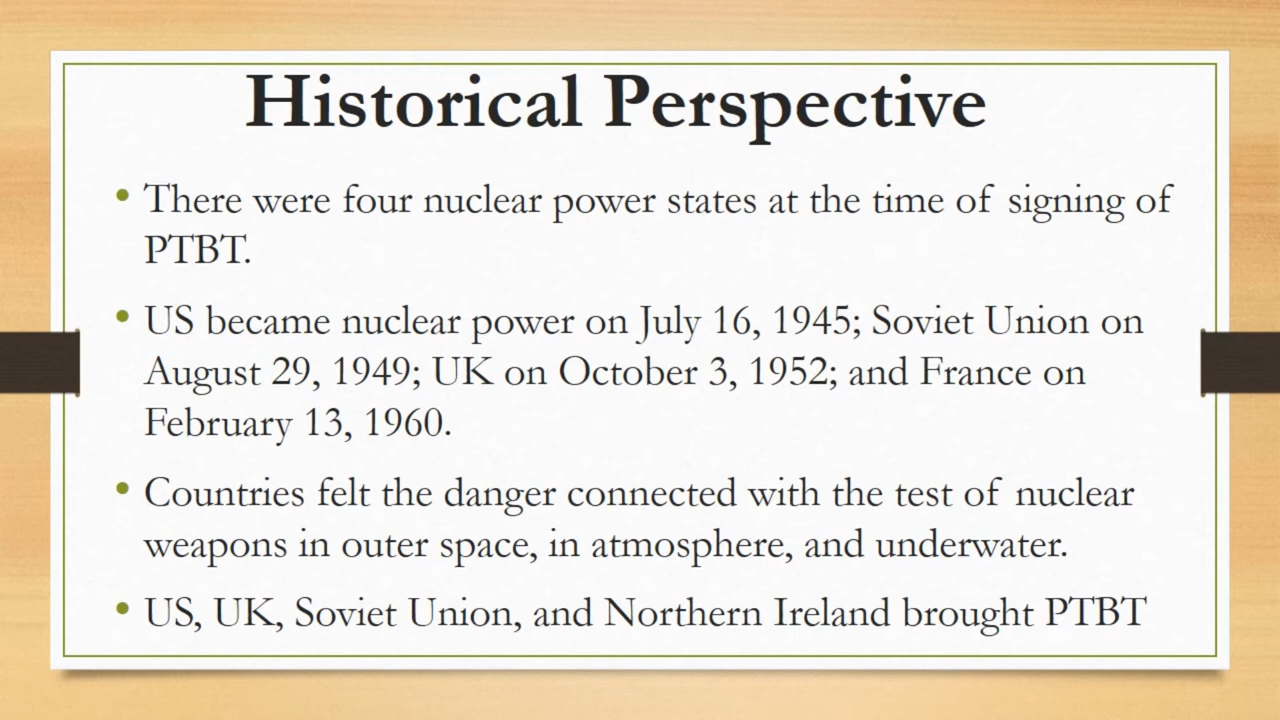 Historical Perspective
• There were four nuclear power states at the time of signing of
PTBT.
• US became nuclear power on July 16, 1945; Soviet Union on
August 29, 1949; UK on October 3, 1952; and France on
February 13, 1960.
• Countries felt the danger connected with the test of nuclear
weapons in outer space, in atmosphere, and underwater.
• US, UK, Soviet Union, and Northern Ireland brought PTBT